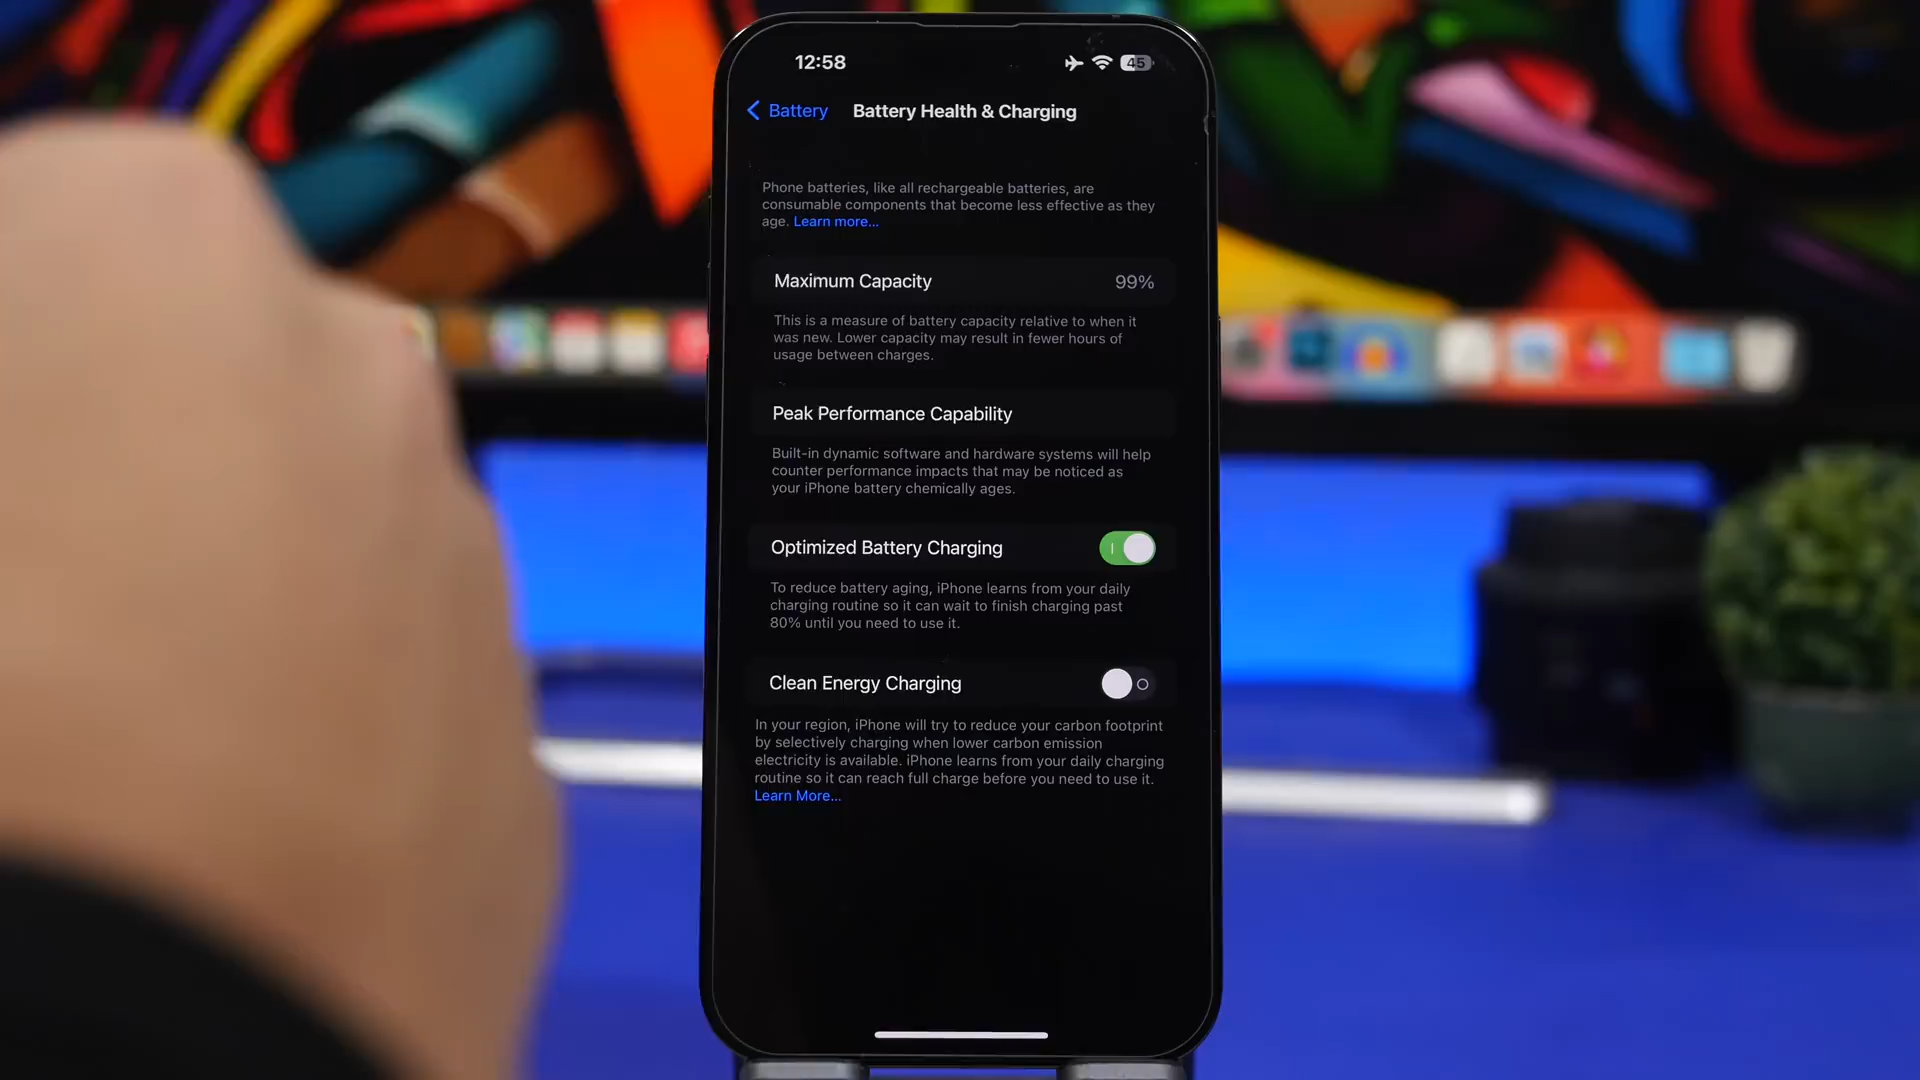 12:58
45
Battery
Battery Health & Charging
Phone batteries, like all rechargeable batteries, are
consumable components that become less effective as they
age. Learn more...
Maximum Capacity 99%
This is a measure of battery capacity relative to when it
was new. Lower capacity may result in fewer hours of
usage between charges.
Peak Performance Capability
Built-in dynamic software and hardware systems will help
counter performance impacts that may be noticed as
your iPhone battery chemically ages.
Optimized Battery Charging
To reduce battery aging, iPhone learns from your daily
charging routine so it can wait to finish charging past
80% until you need to use it.
Clean Energy Charging
In your region, iPhone will try to reduce your carbon footprint
by selectively charging when lower carbon emission
electricity is available. iPhone learns from your daily charging
routine so it can reach full charge before you need to use it.
Learn More...